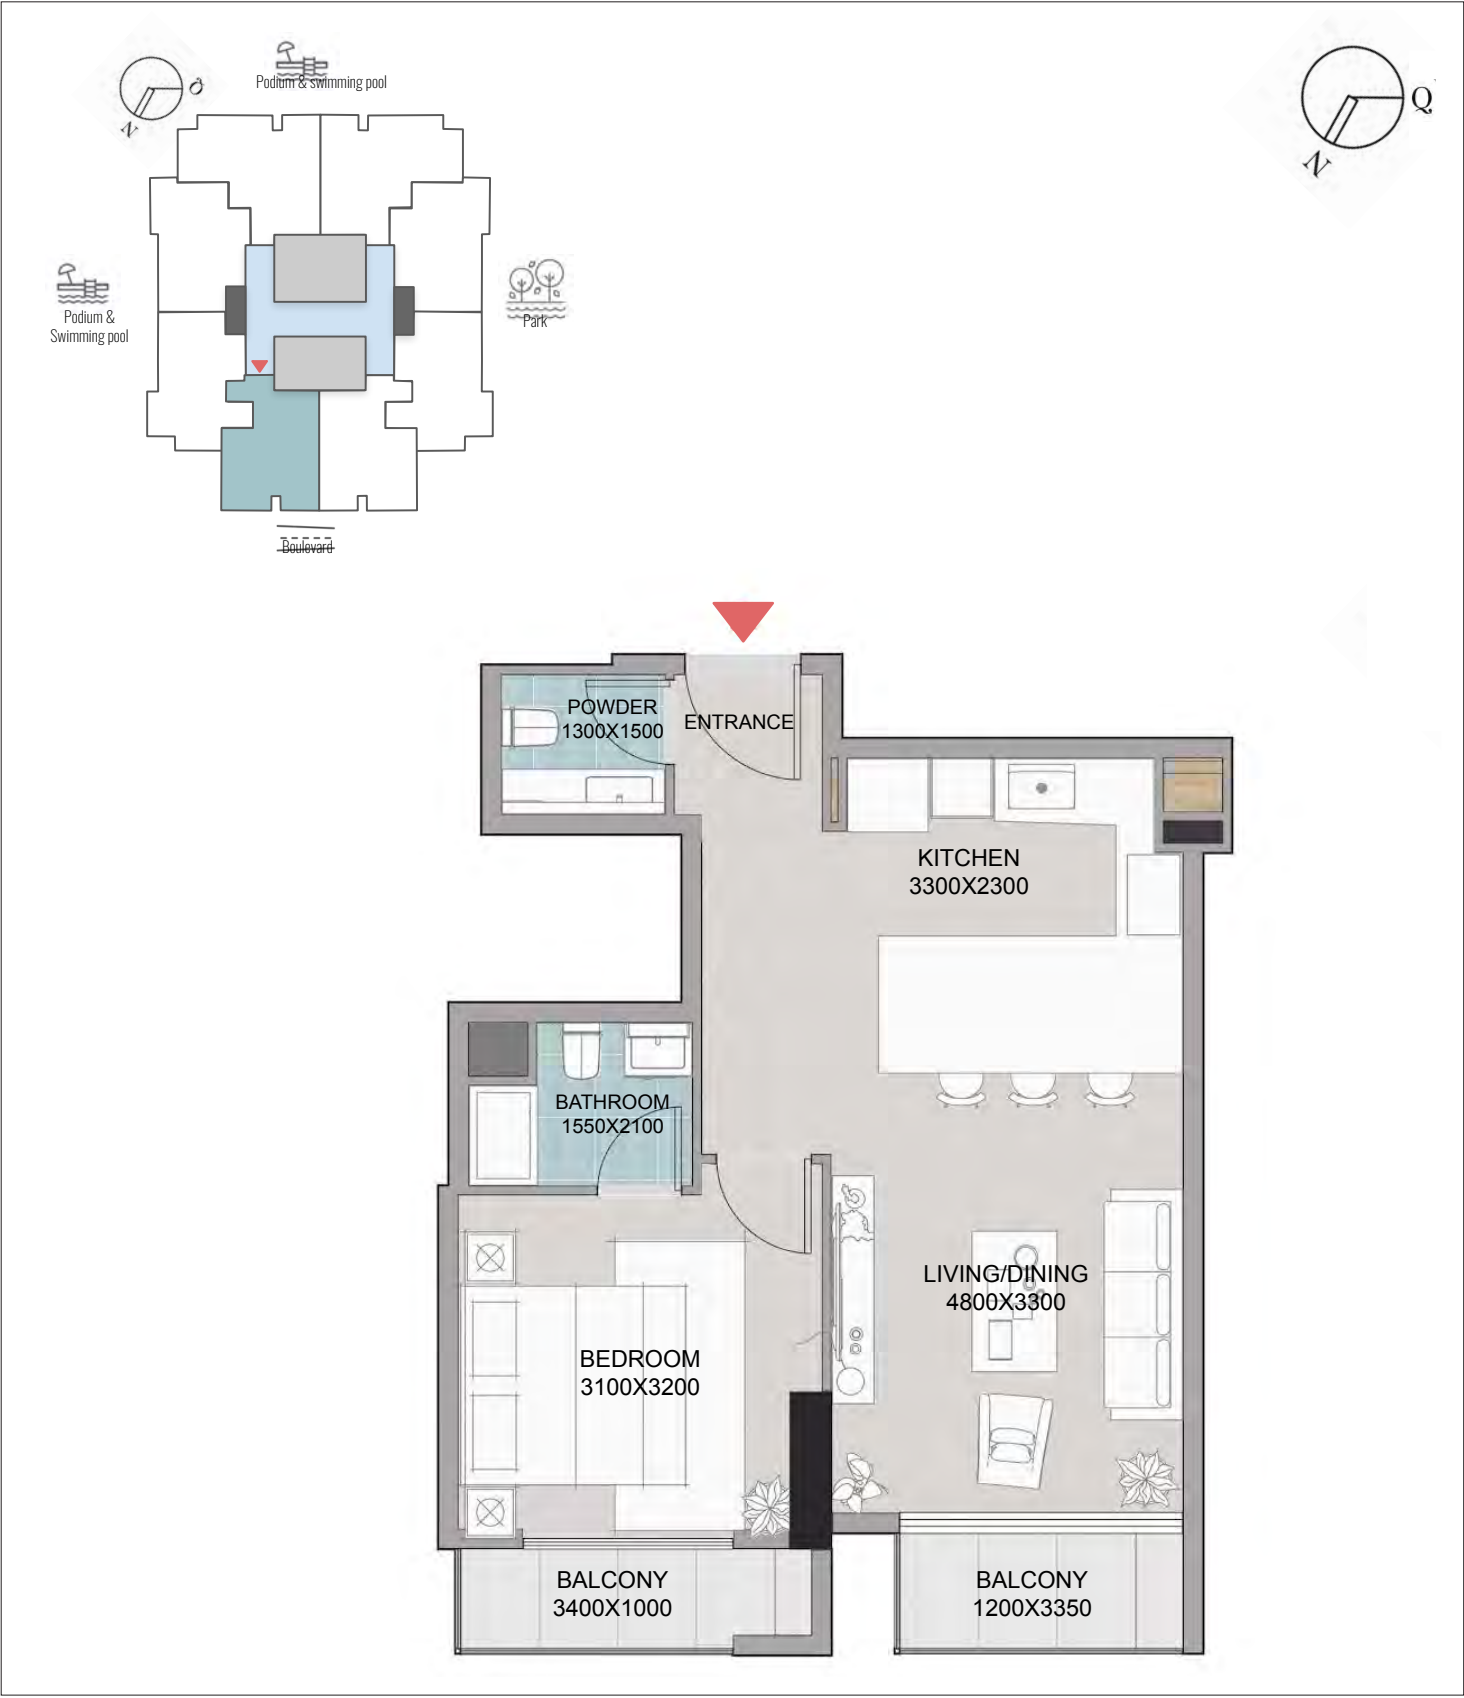 Podium & swimming pool
Q
N
Q
N
Podium &
Swimming pool
Park
Boulevard
POWDER
1300X1500
ENTRANCE
KITCHEN
3300X2300
BATHROOM
1550X2100
LIVING/DINING
4800X3300
BEDROOM
3100X3200
BALCONY
3400X1000
BALCONY
1200X3350